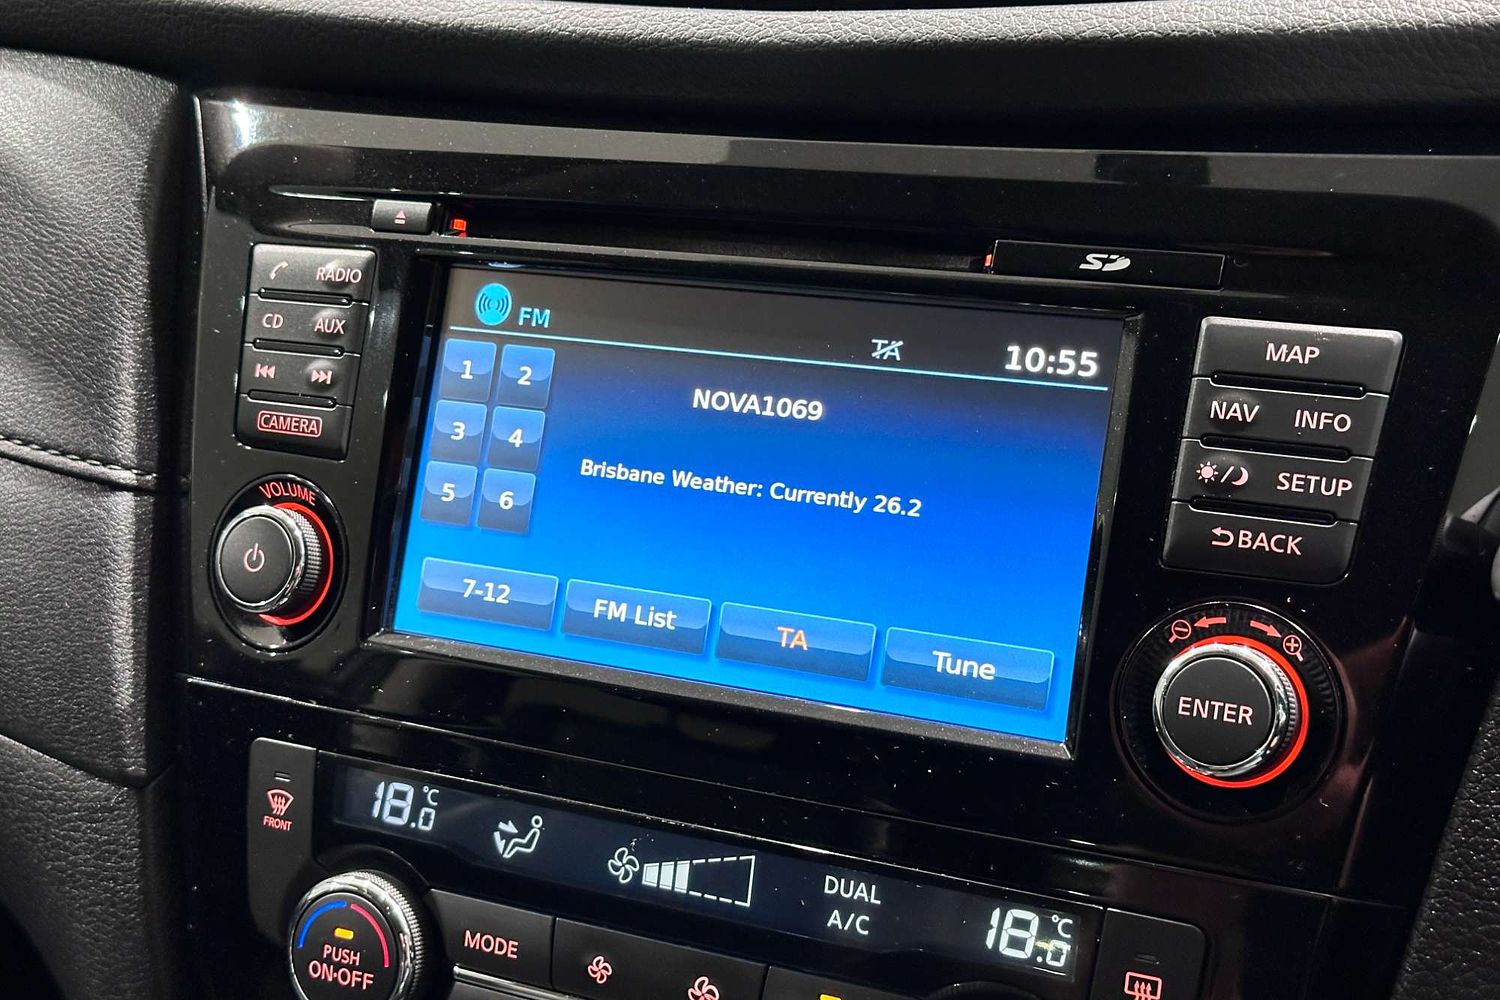 RADIO
CD AUX
CAMERA
VOLUME
SD
FM
TA
10:55
1 2
3 4
5 6
NOVA1069
Brisbane Weather: Currently 26.2
7-12
FM List
TA
Tune
MAP
NAV INFO
SETUP
BACK
ENTER
FRONT
18.0 °C
DUAL
A/C
18.0 °C
PUSH
ON·OFF
MODE